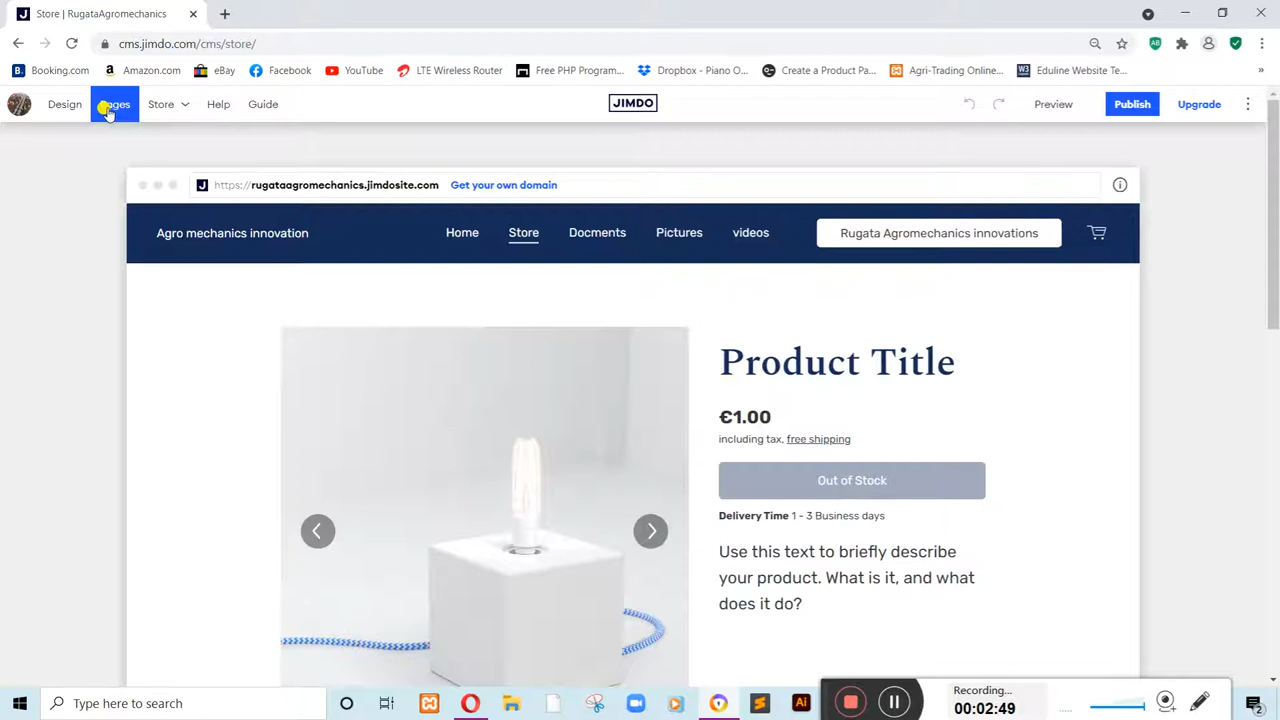 Store | RugataAgromechanics
cms.jimdo.com/cms/store/
Booking.com
Amazon.com
eBay
Facebook
YouTube
LTE Wireless Router
Free PHP Program...
Dropbox - Piano O...
Create a Product Pa...
Agri-Trading Online...
Eduline Website Te...
Design
Store
Help
Guide
JIMDO
Preview
Publish
Upgrade
https://rugataagromechanics.jimdosite.com
Get your own domain
Agro mechanics innovation
Home
Store
Docments
Pictures
videos
Rugata Agromechanics innovations
Product Title
€1.00
including tax, free shipping
Out of Stock
Delivery Time 1 - 3 Business days
Use this text to briefly describe
your product. What is it, and what
does it do?
Type here to search
Recording...
00:02:49
2